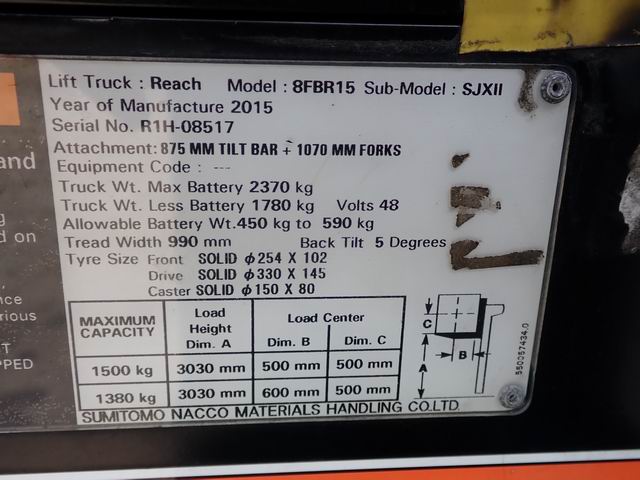 Lift Truck : Reach Model : 8FBR15 Sub-Model : SJXII
Year of Manufacture 2015
Serial No. R1H-08517
Attachment: 875 MM TILT BAR + 1070 MM FORKS
Equipment Code : ---
Truck Wt. Max Battery 2370 kg
Truck Wt. Less Battery 1780 kg Volts 48
Allowable Battery Wt. 450 kg to 590 kg
Tread Width 990 mm Back Tilt 5 Degrees
Tyre Size Front SOLID ϕ254 X 102
Drive SOLID ϕ330 X 145
Caster SOLID ϕ150 X 80
MAXIMUM CAPACITY Load Height Dim. A Load Center Dim. B Dim. C
1500 kg 3030 mm 500 mm 500 mm
1380 kg 3030 mm 600 mm 500 mm
C
B
A
550057434.0
SUMITOMO NACCO MATERIALS HANDLING CO.LTD
and
d on
nce
rious
T
PPED